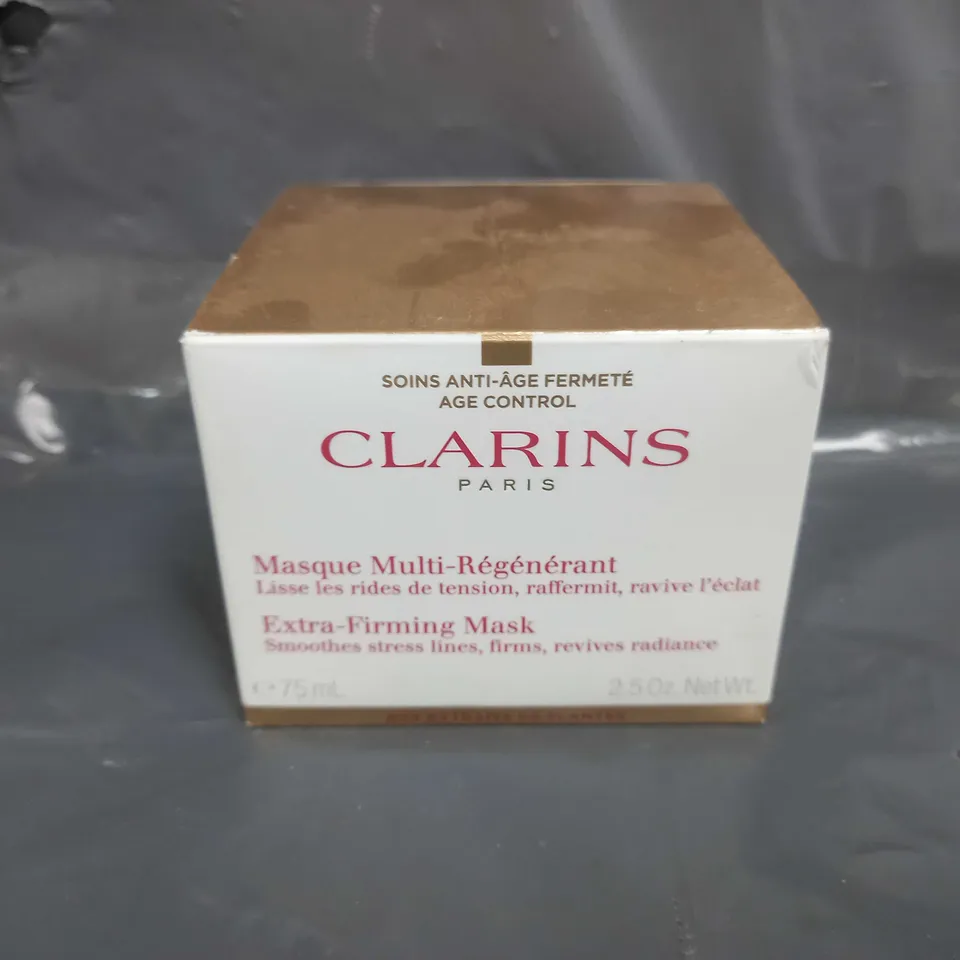 SOINS ANTI-ÂGE FERMETÉ
AGE CONTROL
CLARINS
PARIS
Masque Multi-Régénérant
Lisse les rides de tension, raffermit, ravive l'éclat
Extra-Firming Mask
Smoothes stress lines, firms, revives radiance
75 mL
2.5 Oz. Net Wt.